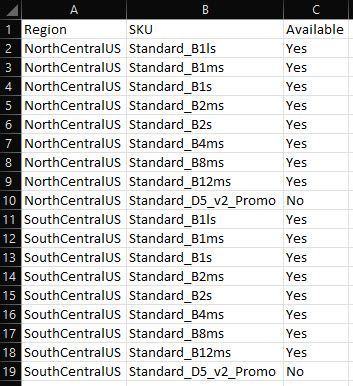 A B C
1 Region SKU Available
2 NorthCentralUS Standard_B1ls Yes
3 NorthCentralUS Standard_B1ms Yes
4 NorthCentralUS Standard_B1s Yes
5 NorthCentralUS Standard_B2ms Yes
6 NorthCentralUS Standard_B2s Yes
7 NorthCentralUS Standard_B4ms Yes
8 NorthCentralUS Standard_B8ms Yes
9 NorthCentralUS Standard_B12ms Yes
10 NorthCentralUS Standard_D5_v2_Promo No
11 SouthCentralUS Standard_B1ls Yes
12 SouthCentralUS Standard_B1ms Yes
13 SouthCentralUS Standard_B1s Yes
14 SouthCentralUS Standard_B2ms Yes
15 SouthCentralUS Standard_B2s Yes
16 SouthCentralUS Standard_B4ms Yes
17 SouthCentralUS Standard_B8ms Yes
18 SouthCentralUS Standard_B12ms Yes
19 SouthCentralUS Standard_D5_v2_Promo No